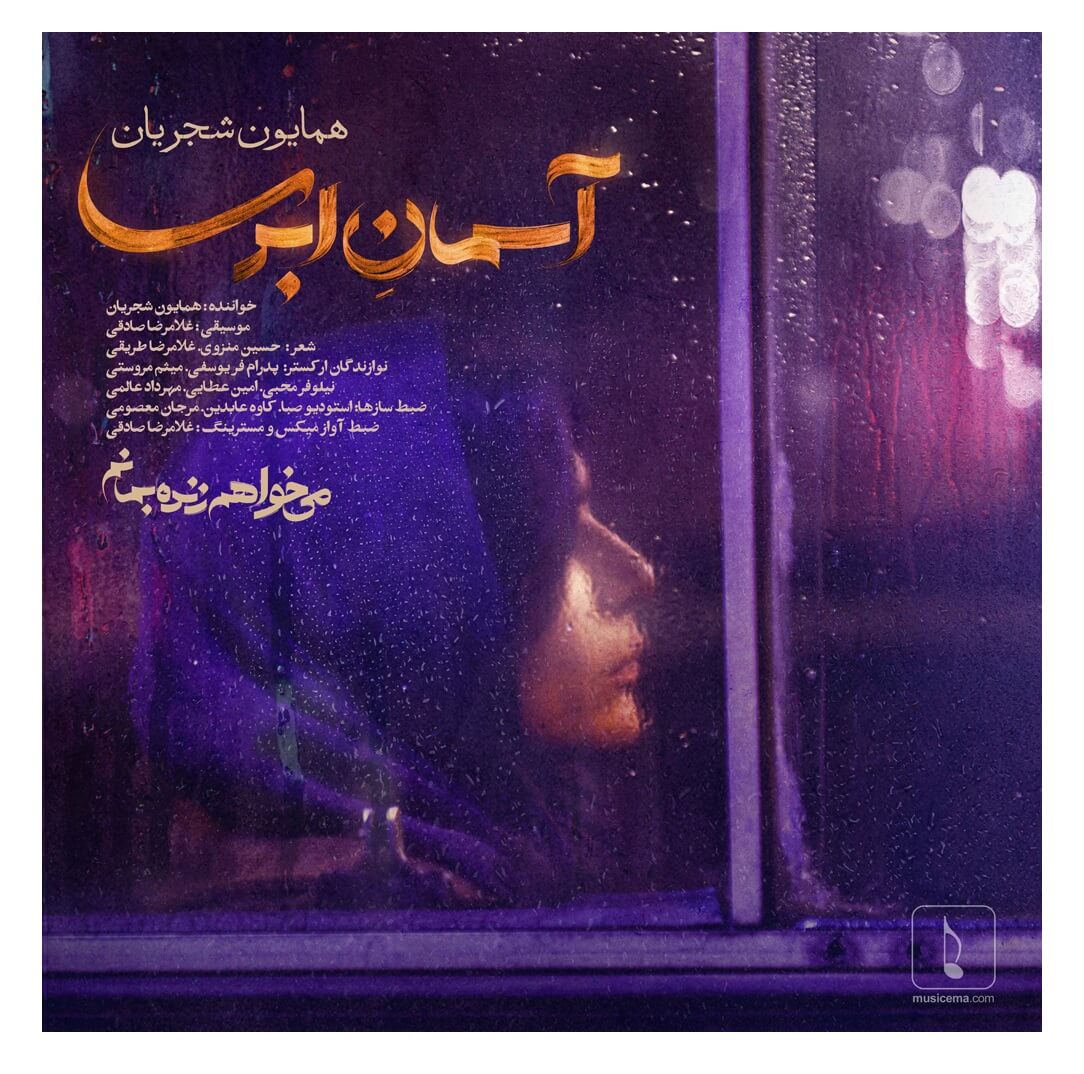 همایون شجریان
آسمانِ ابری
خواننده : همایون شجریان
موسیقی : غلامرضا صادقی
شعر : حسین منزوی. غلامرضا طریقی
نوازندگان ارکستر: پدرام فریوسفی. میثم مروستی
نیلوفر محبی. امین عطایی. مهرداد عالمی
ضبط سازها: استودیو صبا. کاوه عابدین. مرجان معصومی
ضبط آواز میکس و مسترینگ : غلامرضا صادقی
می‌خواهم زنده بمانم
musicema.com